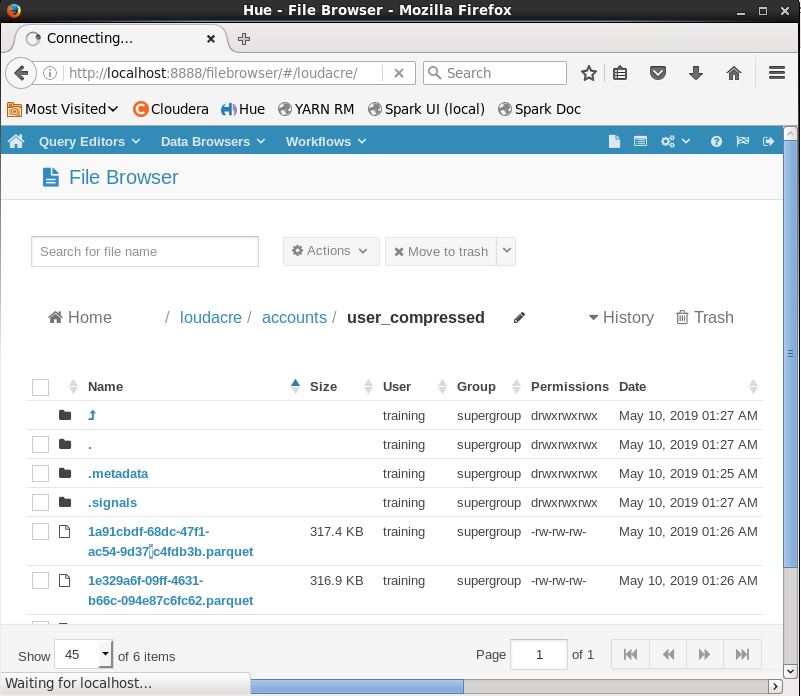 Hue - File Browser - Mozilla Firefox
Connecting...
http://localhost:8888/filebrowser/#/loudacre/
Search
Most Visited Cloudera Hue YARN RM Spark UI (local) Spark Doc
Query Editors Data Browsers Workflows
File Browser
Search for file name Actions Move to trash
Home / loudacre / accounts / user_compressed History Trash
Name Size User Group Permissions Date
training supergroup drwxrwxrwx May 10, 2019 01:27 AM
. training supergroup drwxrwxrwx May 10, 2019 01:27 AM
.metadata training supergroup drwxrwxrwx May 10, 2019 01:25 AM
.signals training supergroup drwxrwxrwx May 10, 2019 01:27 AM
1a91cbdf-68dc-47f1- 317.4 KB training supergroup -rw-rw-rw- May 10, 2019 01:26 AM
1e329a6f-09ff-4631- 316.9 KB training supergroup -rw-rw-rw- May 10, 2019 01:26 AM
b66c-094e87c6fc62.parquet
Show 45 of 6 items Page 1 of 1
Waiting for localhost...